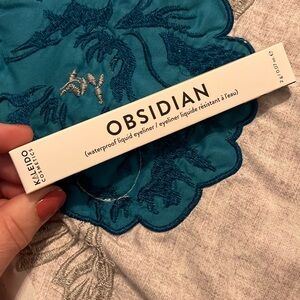 KALEIDO
COSMETICS
OBSIDIAN
(waterproof liquid eyeliner / eyeliner liquide résistant à l'eau)